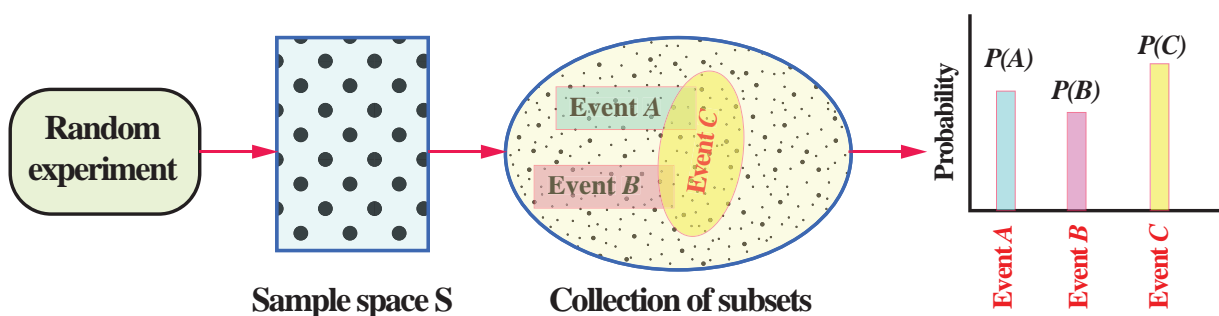 Random
experiment
Sample space S
Event A
Event B
Event C
Collection of subsets
Probability
P(A)
P(B)
P(C)
Event A
Event B
Event C